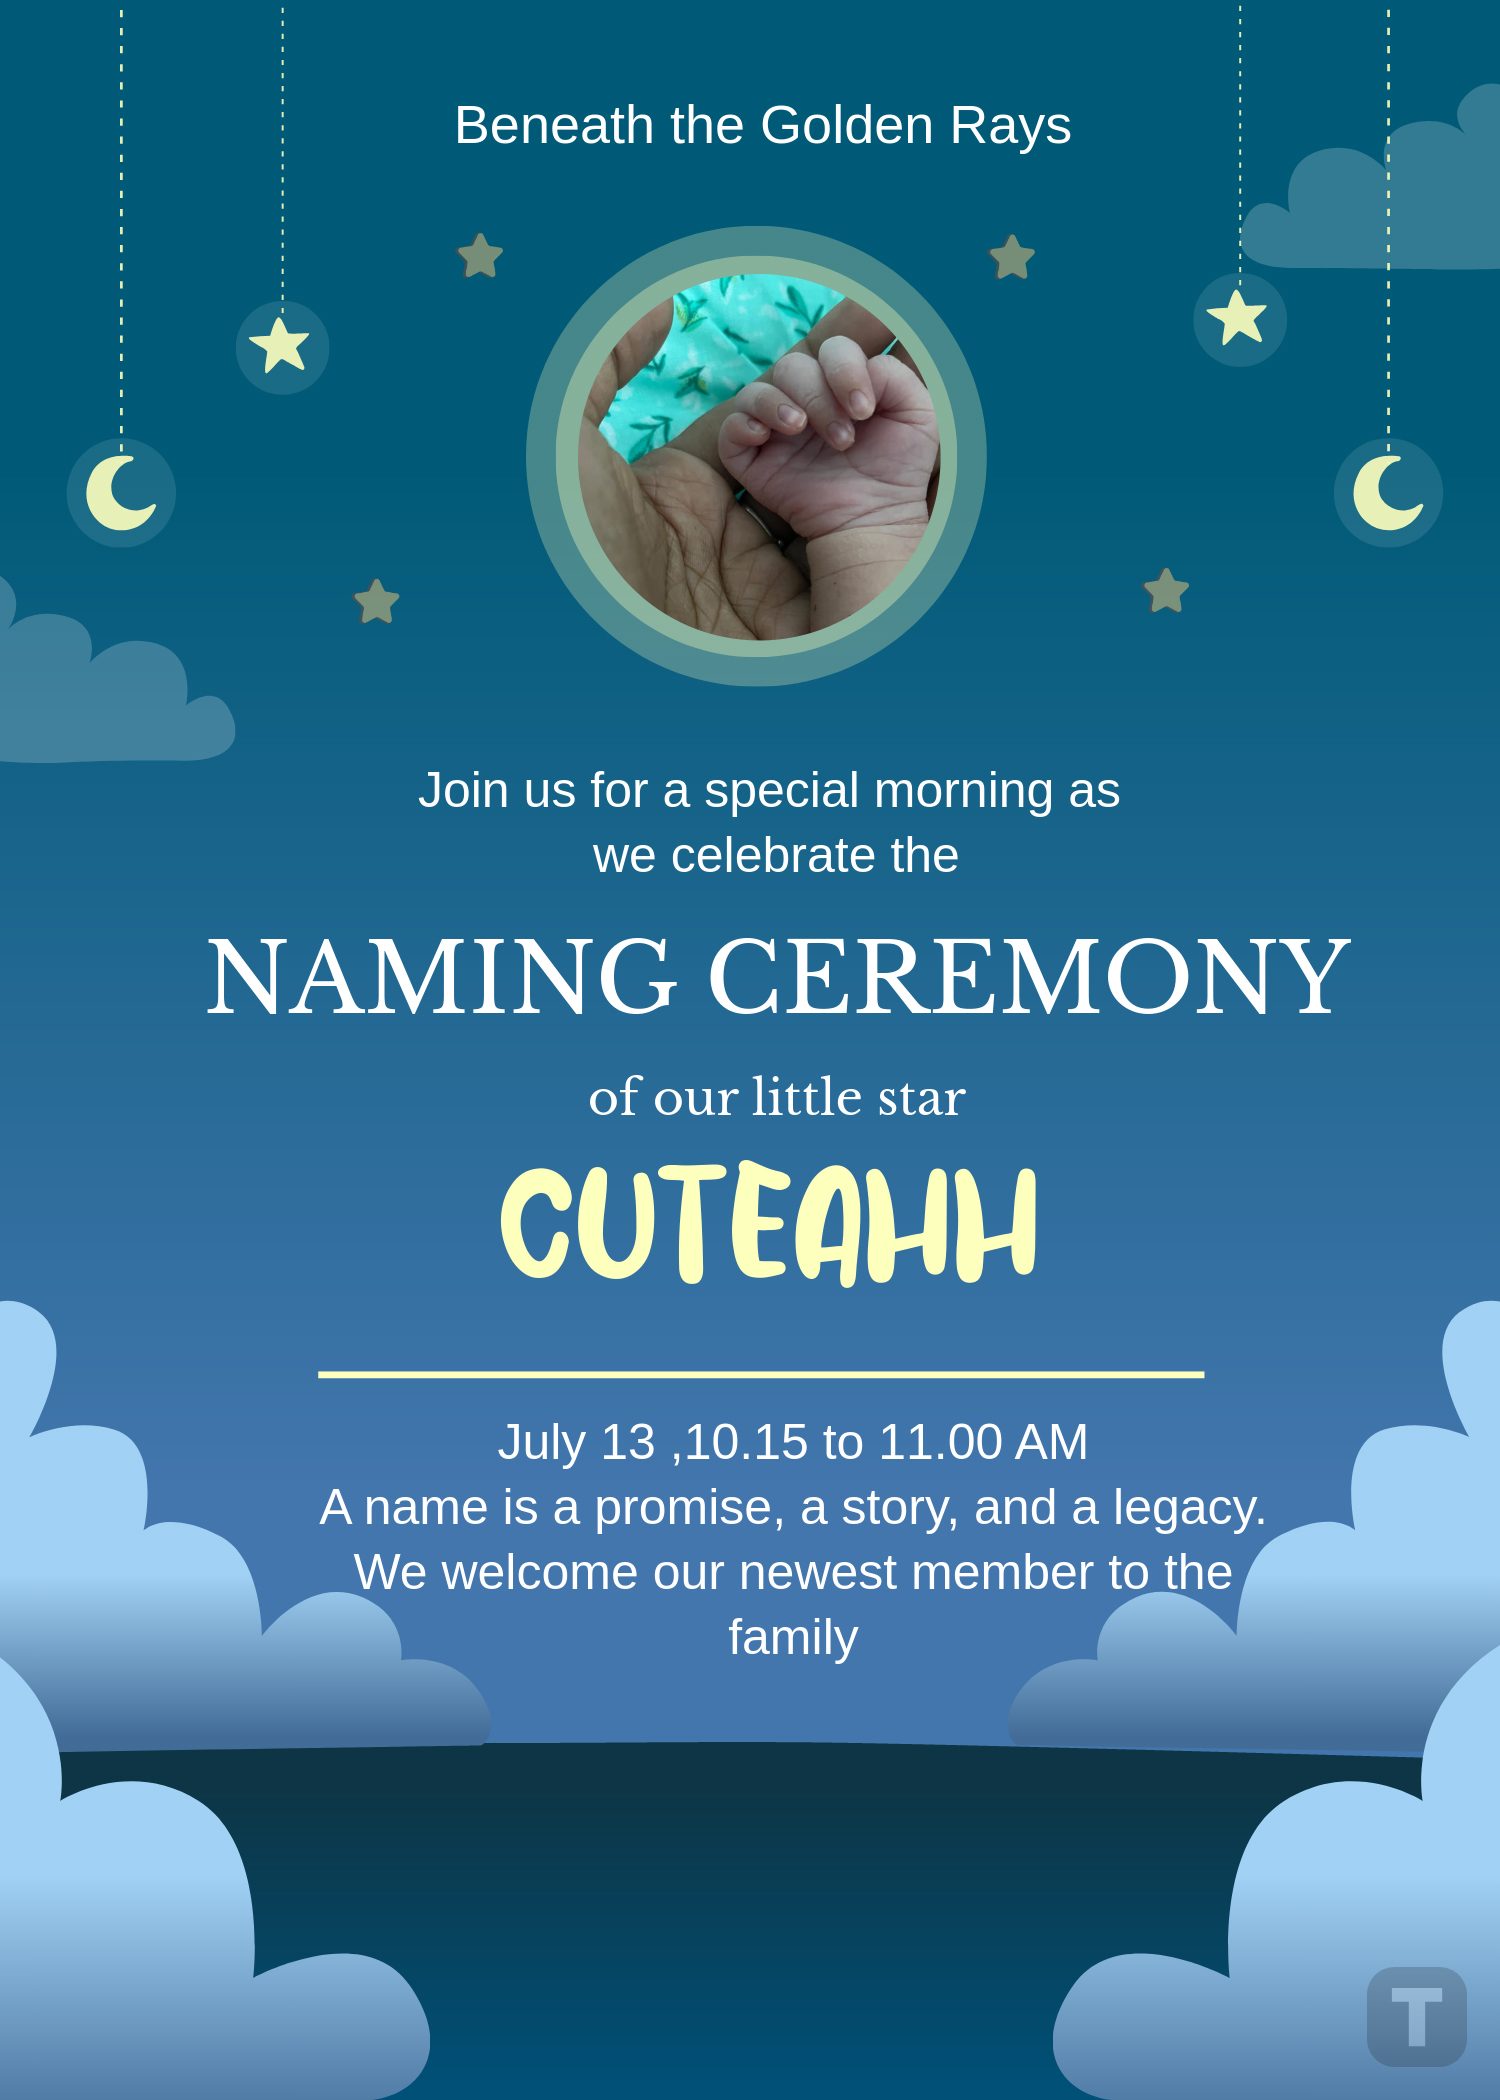 Beneath the Golden Rays
Join us for a special morning as
we celebrate the
NAMING CEREMONY
of our little star
CUTEAHH
July 13 ,10.15 to 11.00 AM
A name is a promise, a story, and a legacy.
We welcome our newest member to the
family
T